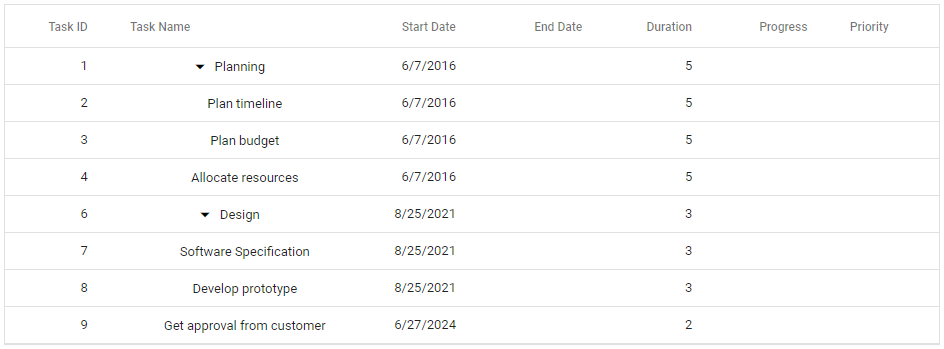 Task ID Task Name Start Date End Date Duration Progress Priority
1 Planning 6/7/2016 5
2 Plan timeline 6/7/2016 5
3 Plan budget 6/7/2016 5
4 Allocate resources 6/7/2016 5
6 Design 8/25/2021 3
7 Software Specification 8/25/2021 3
8 Develop prototype 8/25/2021 3
9 Get approval from customer 6/27/2024 2